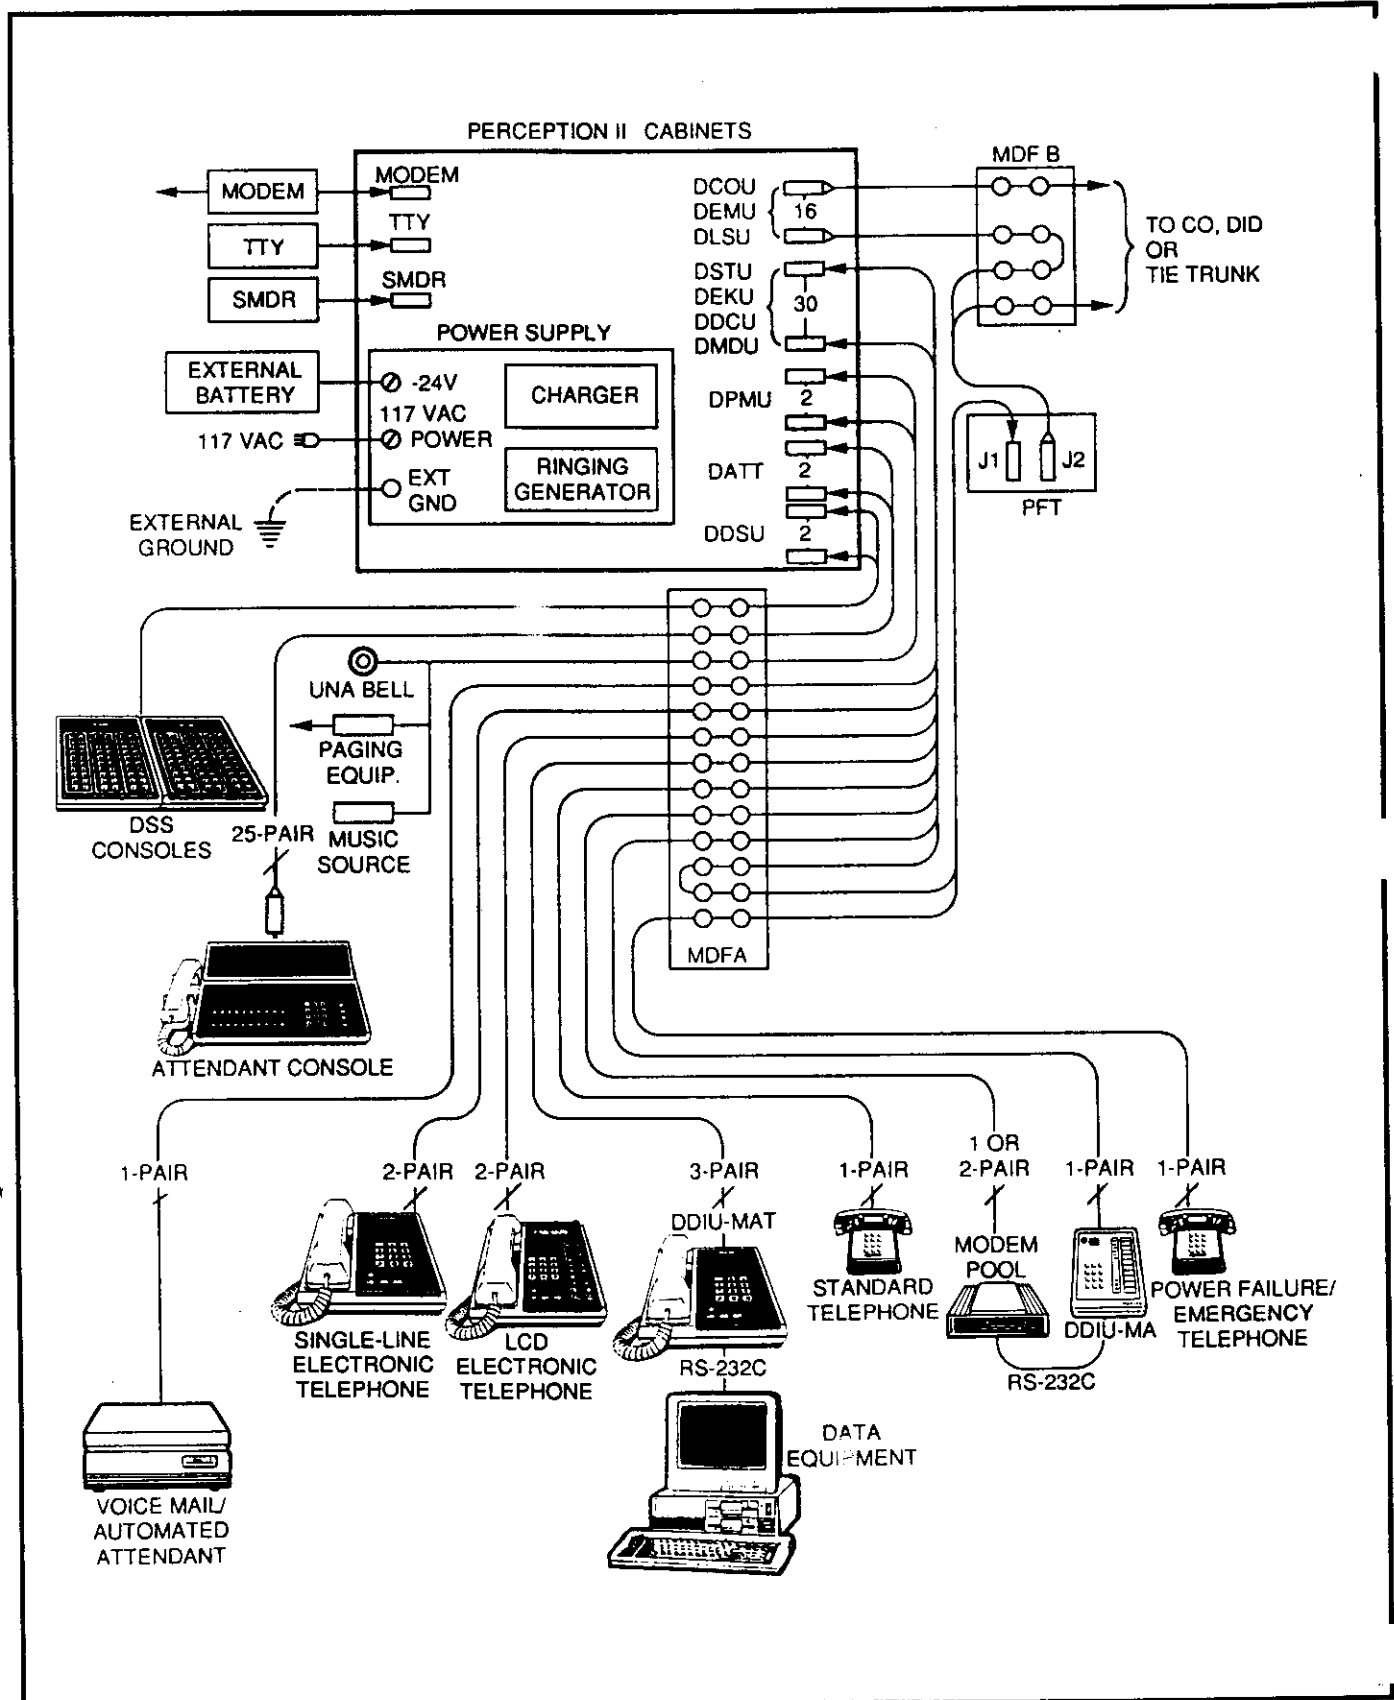 PERCEPTION II CABINETS
MDF B
MODEM
MODEM
TTY
TTY
SMDR
SMDR
DCOU
DEMU
DLSU
16
DSTU
DEKU
DDCU
DMDU
30
DPMU
2
DATT
2
DDSU
2
TO CO, DID
OR
TIE TRUNK
POWER SUPPLY
EXTERNAL
BATTERY
-24V
117 VAC
117 VAC
POWER
EXT
GND
CHARGER
RINGING
GENERATOR
EXTERNAL
GROUND
J1
J2
PFT
UNA BELL
PAGING
EQUIP.
MUSIC
SOURCE
DSS
CONSOLES
25-PAIR
MDFA
ATTENDANT CONSOLE
1-PAIR
2-PAIR
2-PAIR
3-PAIR
1-PAIR
1 OR
2-PAIR
1-PAIR
1-PAIR
DDIU-MAT
MODEM
POOL
STANDARD
TELEPHONE
DDIU-MA
POWER FAILURE/
EMERGENCY
TELEPHONE
SINGLE-LINE
ELECTRONIC
TELEPHONE
LCD
ELECTRONIC
TELEPHONE
RS-232C
RS-232C
DATA
EQUIPMENT
VOICE MAIL/
AUTOMATED
ATTENDANT